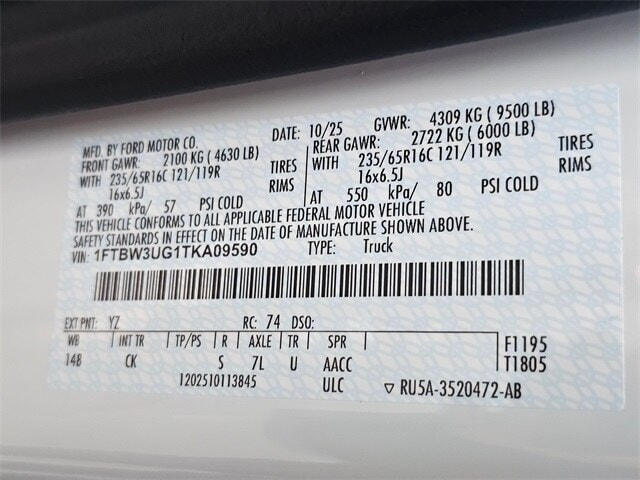 MFD. BY FORD MOTOR CO. DATE: 10/25 GVWR: 4309 KG ( 9500 LB)
FRONT GAWR: 2100 KG ( 4630 LB) REAR GAWR: 2722 KG ( 6000 LB)
WITH 235/65R16C 121/119R TIRES WITH 235/65R16C 121/119R TIRES
16x6.5J RIMS 16x6.5J RIMS
AT 390 kPa/ 57 PSI COLD AT 550 kPa/ 80 PSI COLD
THIS VEHICLE CONFORMS TO ALL APPLICABLE FEDERAL MOTOR VEHICLE
SAFETY STANDARDS IN EFFECT ON THE DATE OF MANUFACTURE SHOWN ABOVE.
VIN: 1FTBW3UG1TKA09590 TYPE: Truck
EXT PNT: YZ RC: 74 DSO:
WB INT TR TP/PS R AXLE TR SPR F1195
148 CK S 7L U AACC T1805
1202510113845 ULC ▽ RU5A-3520472-AB